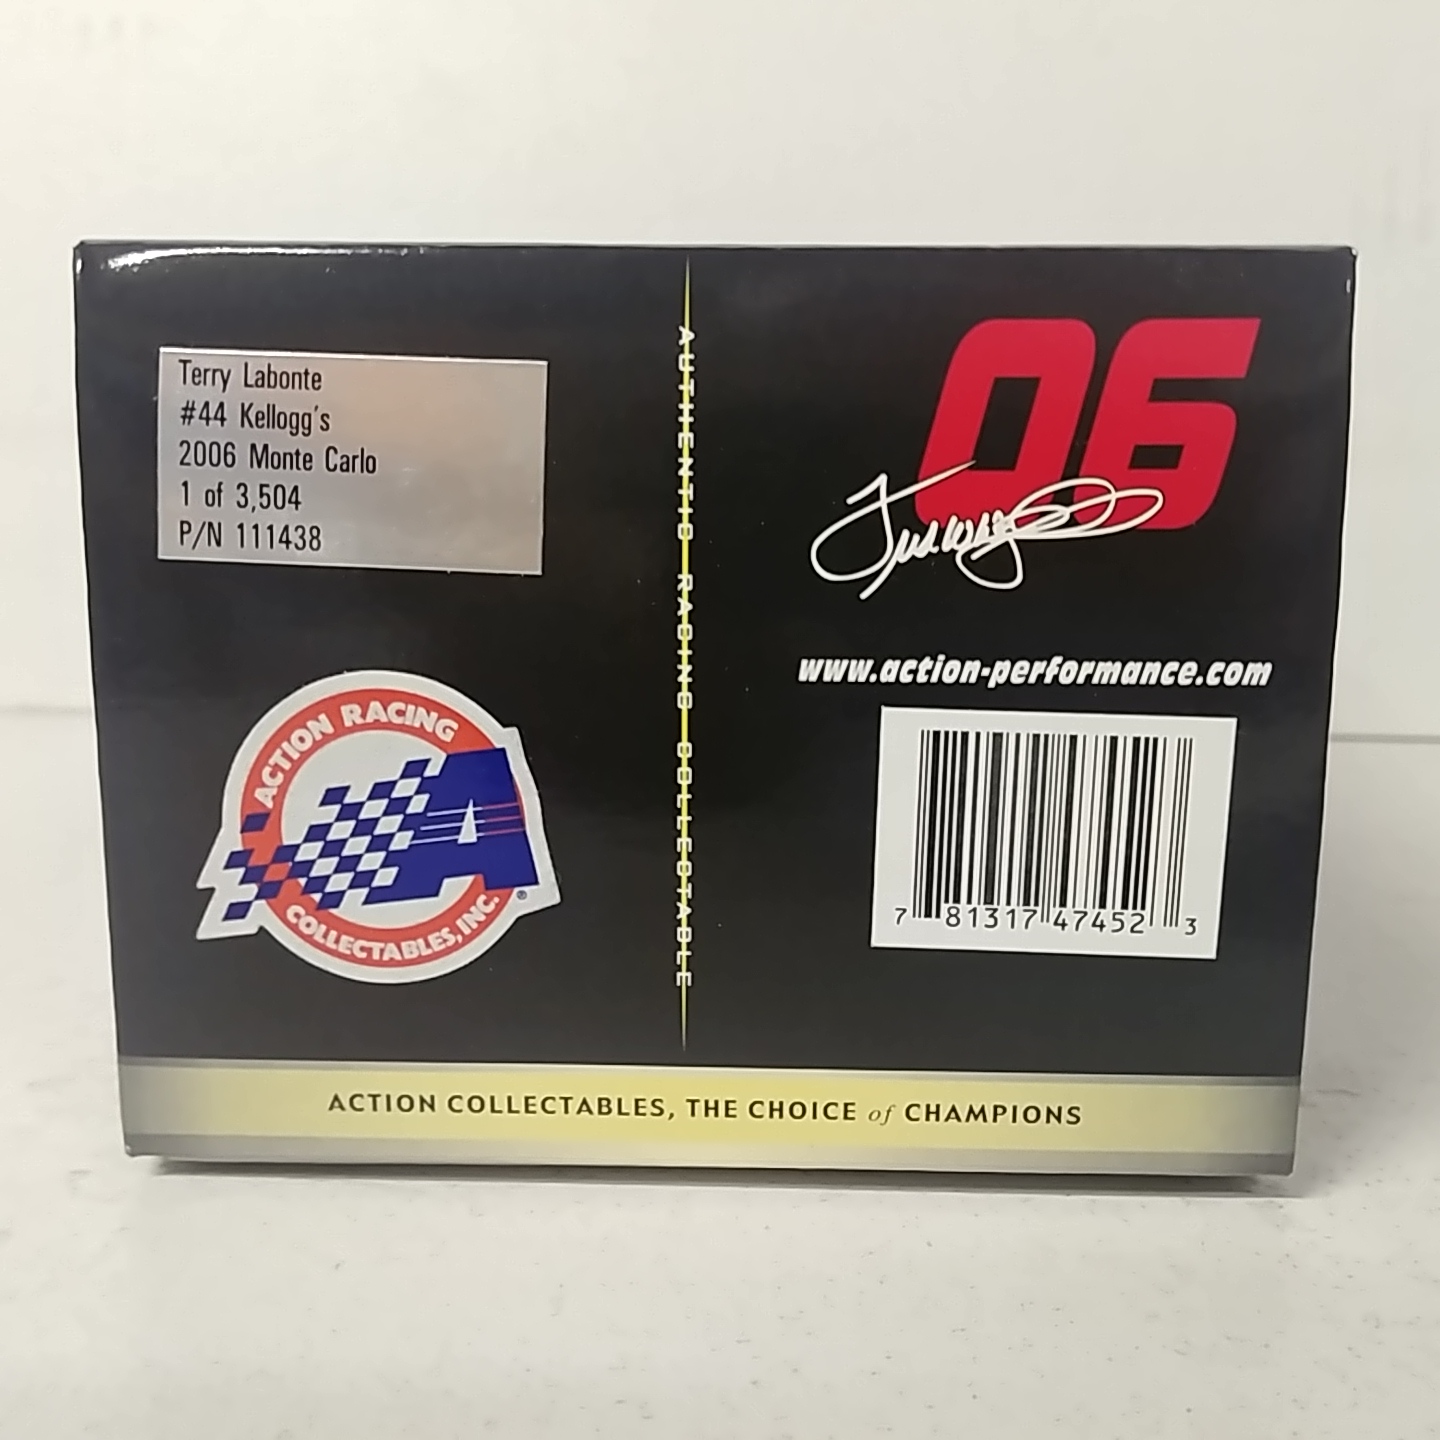 Terry Labonte
#44 Kellogg's
2006 Monte Carlo
1 of 3,504
P/N 111438
ACTION RACING
COLLECTABLES, INC.
®
AUTHENTIC RACING COLLECTABLE
06
www.action-performance.com
7 81317 47452 3
ACTION COLLECTABLES, THE CHOICE of CHAMPIONS